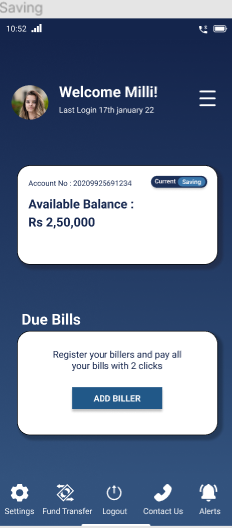 Saving
10:52
Welcome Milli!
Last Login 17th january 22
Account No : 20209925691234
Current Saving
Available Balance :
Rs 2,50,000
Due Bills
Register your billers and pay all
your bills with 2 clicks
ADD BILLER
Settings Fund Transfer Logout Contact Us Alerts